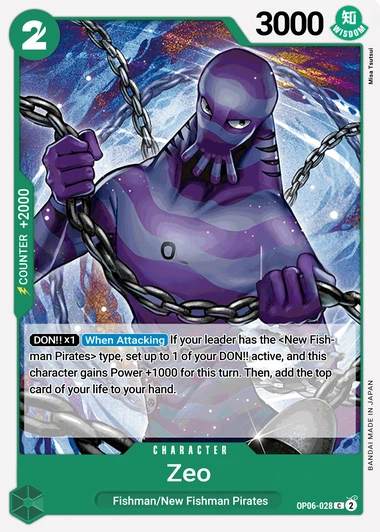 2
3000
知
WISDOM
Misa Tsutsui
COUNTER +2000
DON!! x1 When Attacking If your leader has the <New Fish-
man Pirates> type, set up to 1 of your DON!! active, and this
character gains Power +1000 for this turn. Then, add the top
card of your life to your hand.
BANDAI MADE IN JAPAN
CHARACTER
Zeo
Fishman/New Fishman Pirates
OP06-028 C 2